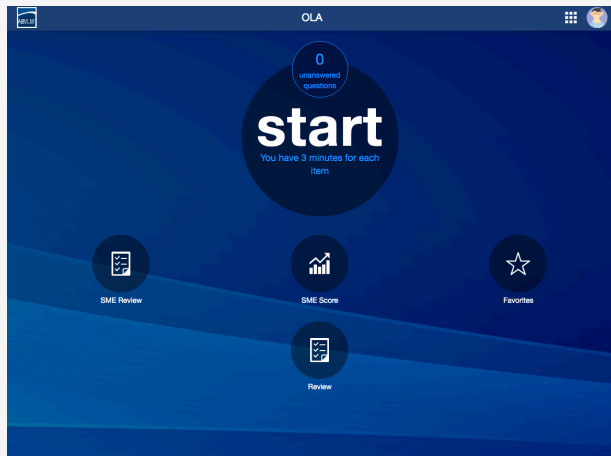 OLA
0
unanswered
questions
start
You have 3 minutes for each
item
SME Review
SME Score
Favorites
Review